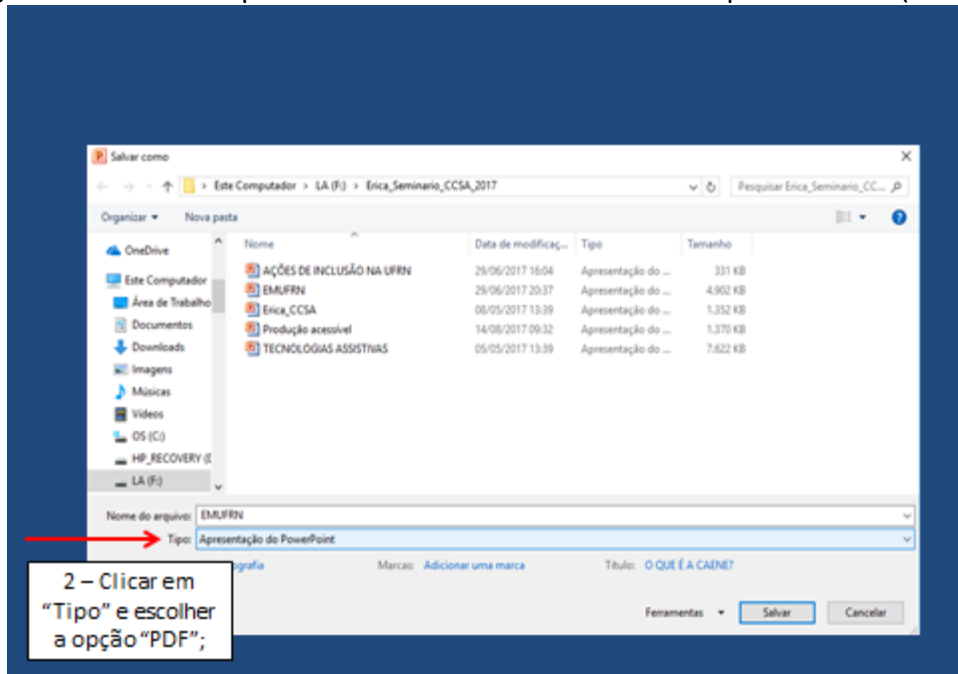 Salvar como
Este Computador > LA (F:) > Erica_Seminario_CCSA_2017
Pesquisar Erica_Seminario_CC...
Organizar
Nova pasta
Nome Data de modificaç... Tipo Tamanho
OneDrive
Este Computador
Área de Trabalho
Documentos
Downloads
Imagens
Músicas
Vídeos
OS (C:)
HP_RECOVERY (
LA (F:)
AÇÕES DE INCLUSÃO NA UFRN 29/06/2017 16:04 Apresentação do ... 331 KB
EMUFRN 29/06/2017 20:37 Apresentação do ... 4.902 KB
Erica_CCSA 08/05/2017 13:39 Apresentação do ... 1.352 KB
Produção acessível 14/08/2017 09:32 Apresentação do ... 1.370 KB
TECNOLOGIAS ASSISTIVAS 05/05/2017 13:39 Apresentação do ... 7.622 KB
Nome do arquivo: EMUFRN
Tipo: Apresentação do PowerPoint
Marcas: Adicionar uma marca
Título: O QUE É A CAENE?
Ferramentas
Salvar
Cancelar
2 – Clicar em
“Tipo” e escolher
a opção “PDF”;